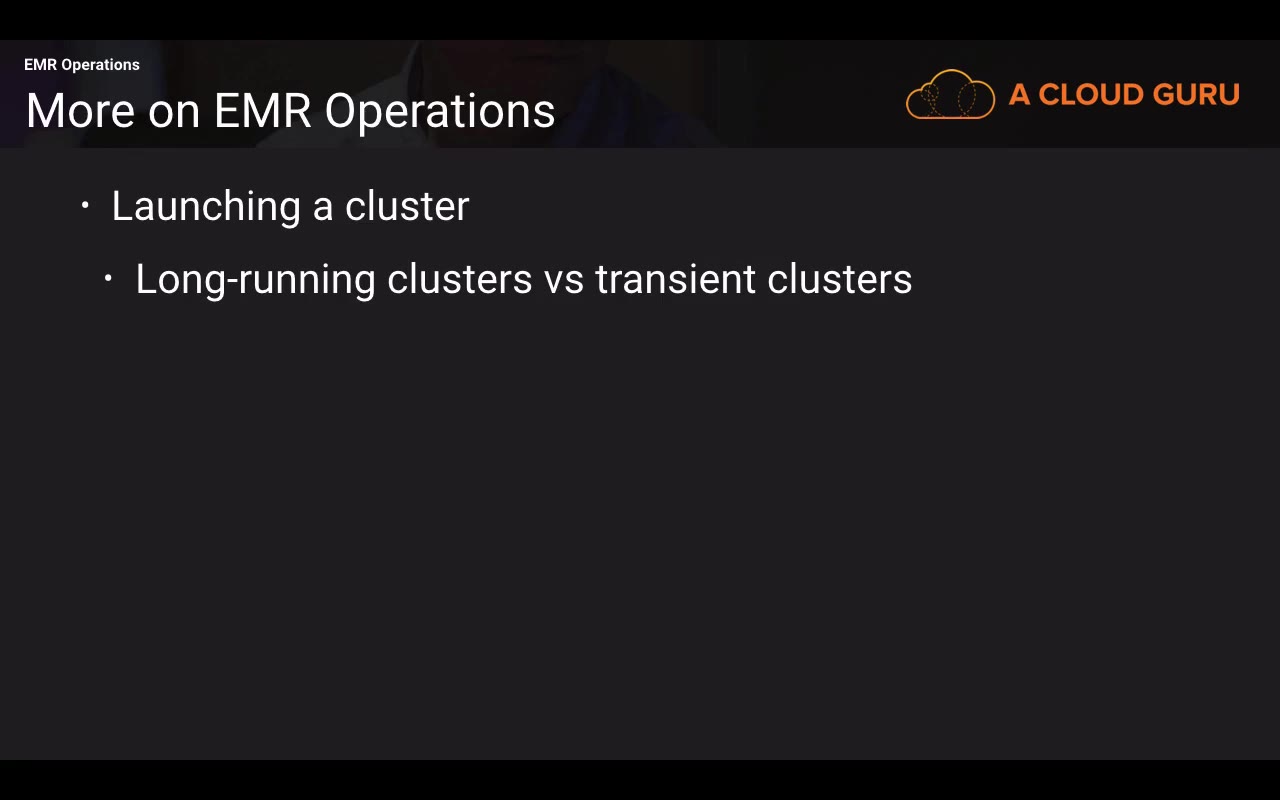 EMR Operations
More on EMR Operations
A CLOUD GURU
• Launching a cluster
• Long-running clusters vs transient clusters